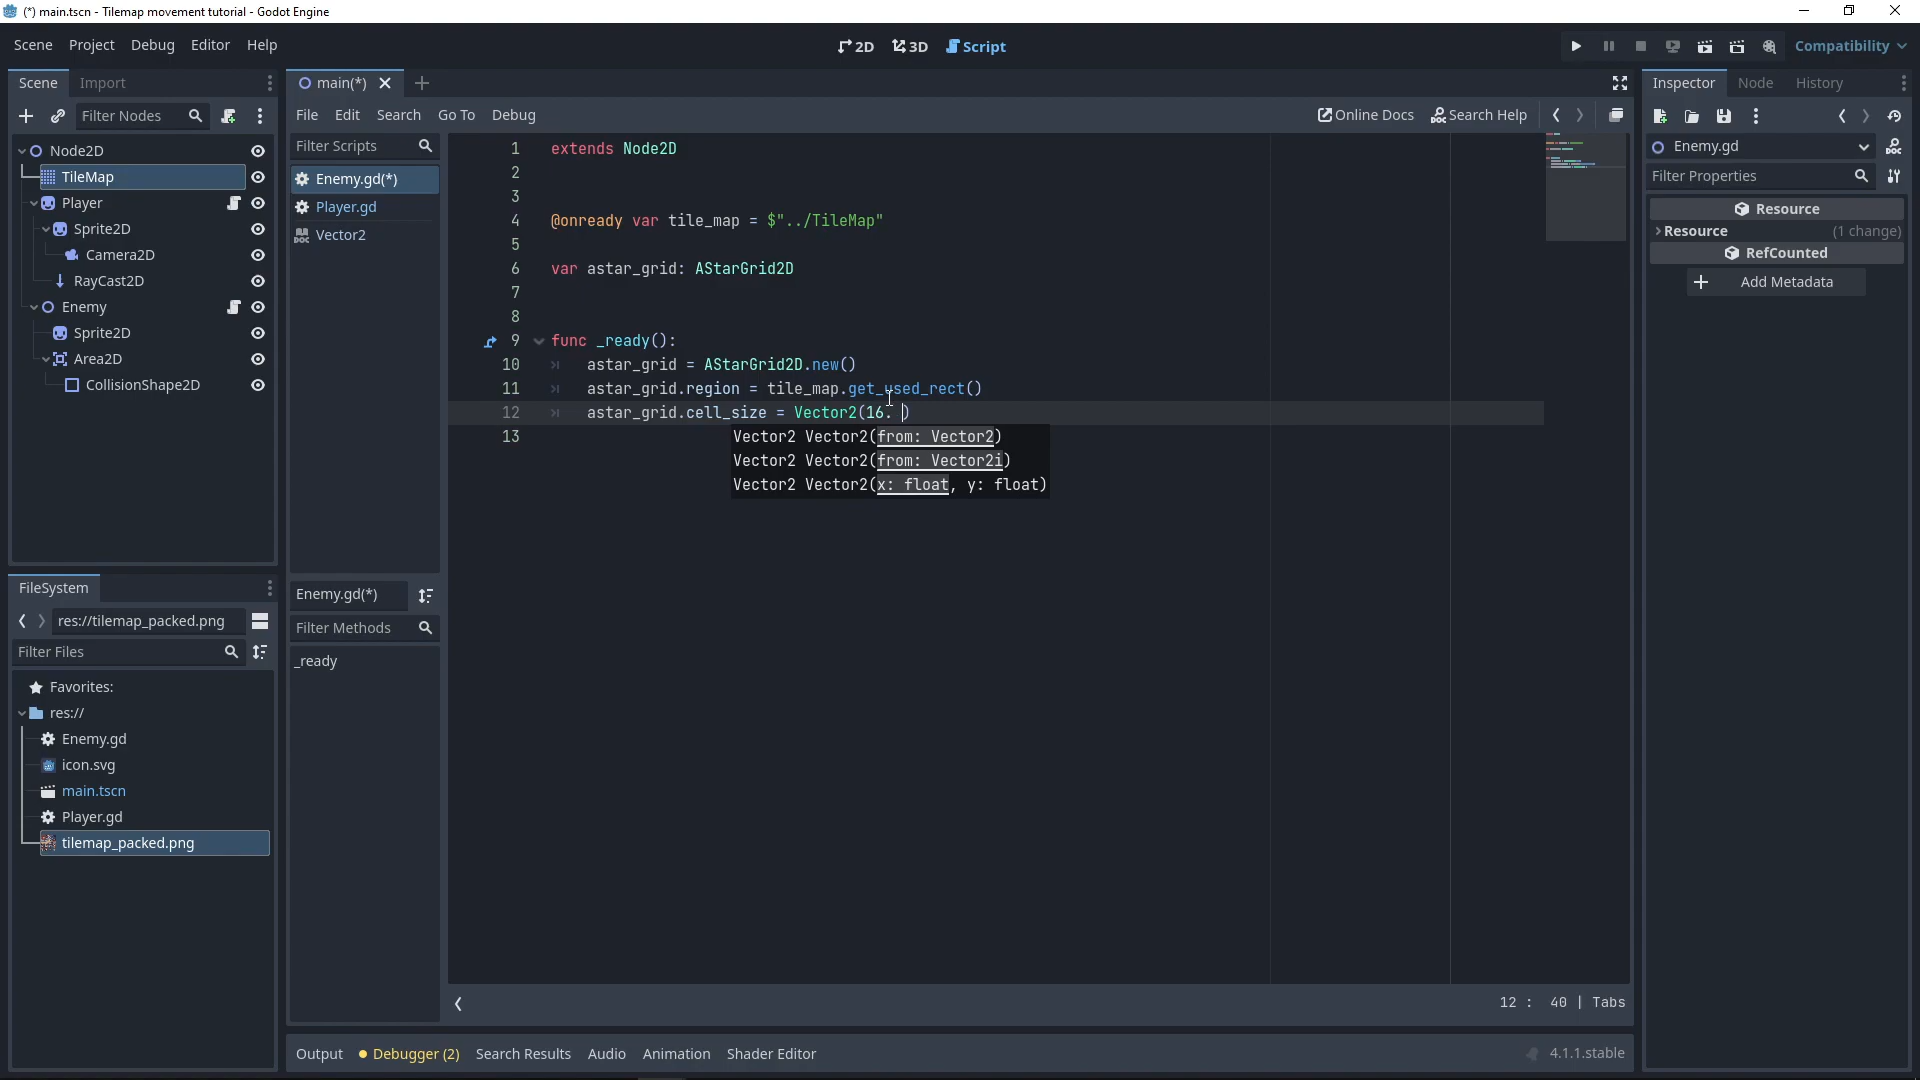 (*) main.tscn - Tilemap movement tutorial - Godot Engine
Scene Project Debug Editor Help
2D 3D Script
Compatibility
Scene Import
Filter Nodes
Node2D
TileMap
Player
Sprite2D
Camera2D
RayCast2D
Enemy
Sprite2D
Area2D
CollisionShape2D
FileSystem
res://tilemap_packed.png
Filter Files
Favorites:
res://
Enemy.gd
icon.svg
main.tscn
Player.gd
tilemap_packed.png
main(*)
File Edit Search Go To Debug
Online Docs Search Help
Filter Scripts
Enemy.gd(*)
Player.gd
DOC Vector2
Enemy.gd(*)
Filter Methods
_ready
1 extends Node2D
2
3
4 @onready var tile_map = $"../TileMap"
5
6 var astar_grid: AStarGrid2D
7
8
9 func _ready():
10 astar_grid = AStarGrid2D.new()
11 astar_grid.region = tile_map.get_used_rect()
12 astar_grid.cell_size = Vector2(16. )
13
Vector2 Vector2(from: Vector2)
Vector2 Vector2(from: Vector2i)
Vector2 Vector2(x: float, y: float)
12 : 40 | Tabs
Output Debugger (2) Search Results Audio Animation Shader Editor
4.1.1.stable
Inspector Node History
Enemy.gd
DOC
Filter Properties
Resource
Resource (1 change)
RefCounted
Add Metadata